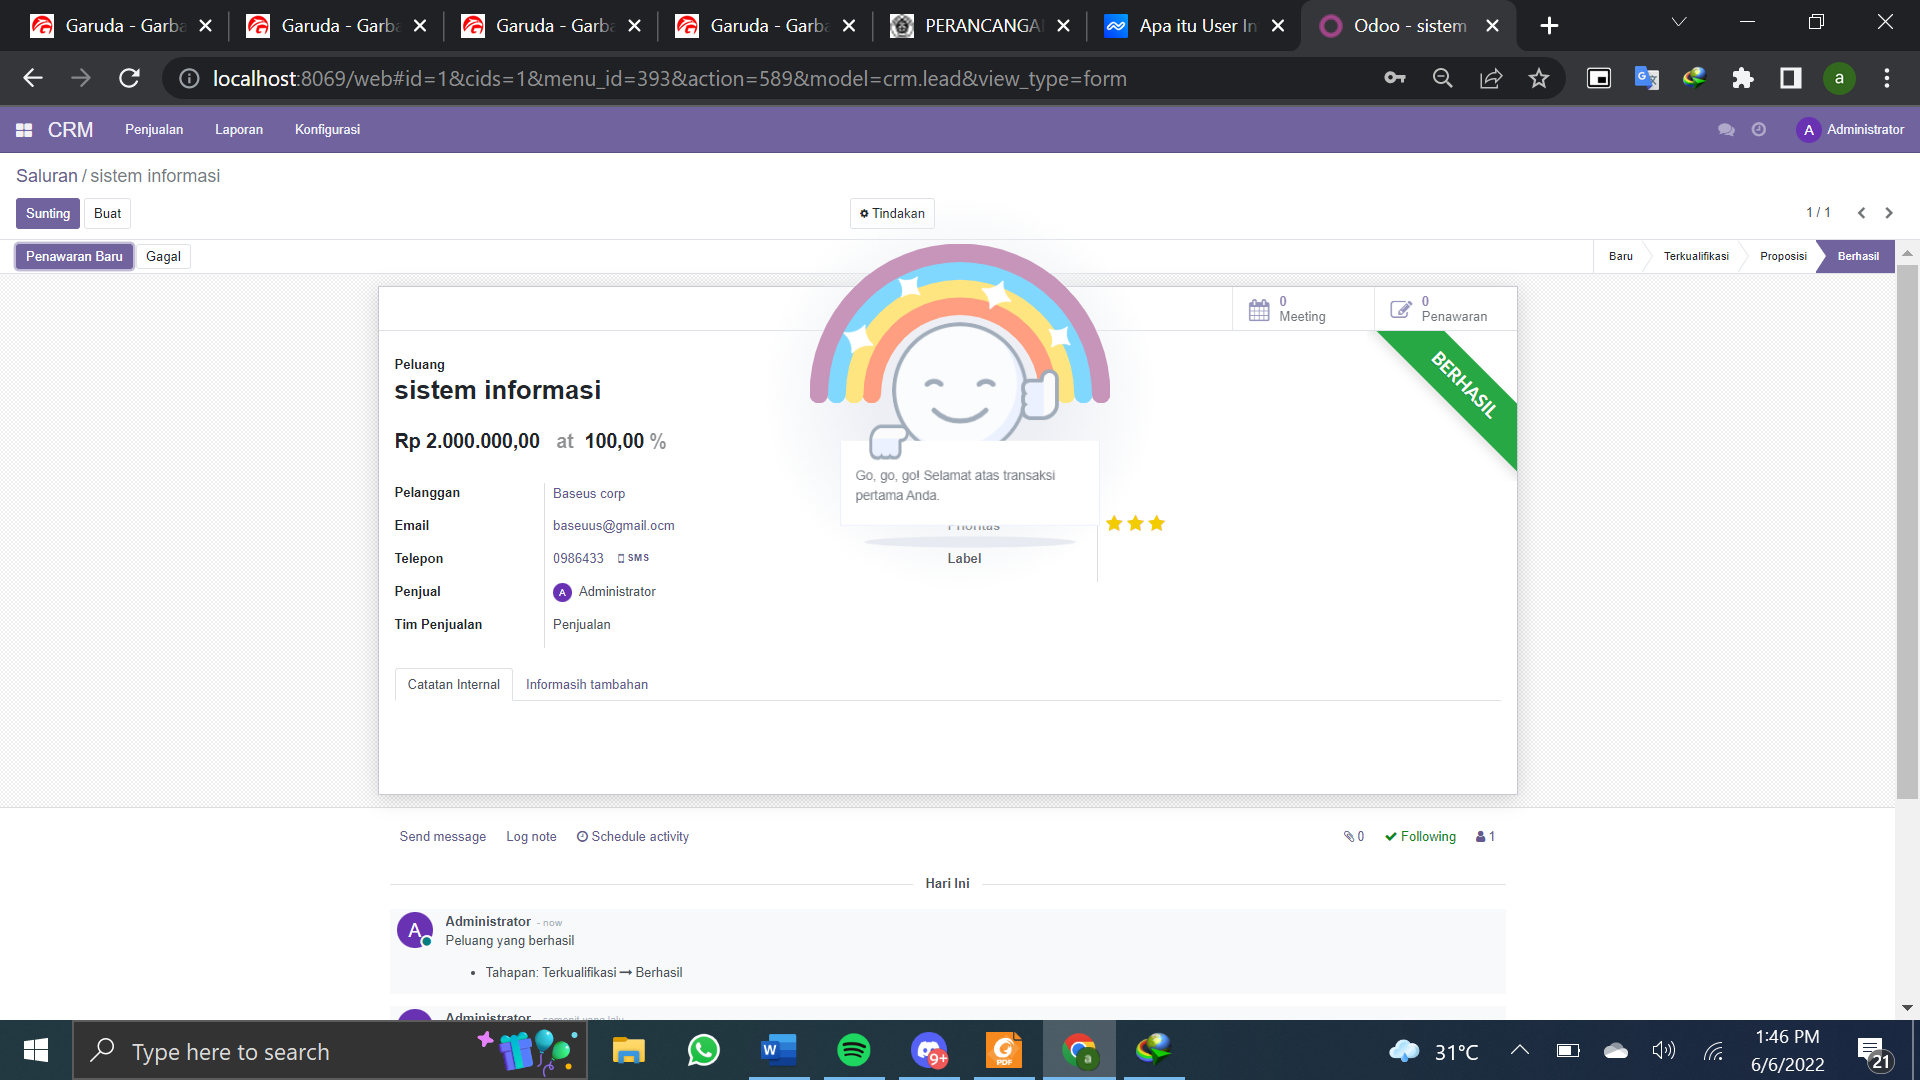 Garuda - Garba
Garuda - Garba
Garuda - Garba
Garuda - Garba
PERANCANGA
Apa itu User In
Odoo - sistem
localhost:8069/web#id=1&cids=1&menu_id=393&action=589&model=crm.lead&view_type=form
a
CRM
Penjualan
Laporan
Konfigurasi
A Administrator
Saluran / sistem informasi
Sunting
Buat
Tindakan
1 / 1
Penawaran Baru
Gagal
Baru
Terkualifikasi
Proposisi
Berhasil
0
Meeting
0
Penawaran
BERHASIL
Peluang
sistem informasi
Rp 2.000.000,00 at 100,00 %
Go, go, go! Selamat atas transaksi
pertama Anda.
Pelanggan
Baseus corp
Email
baseuus@gmail.ocm
Prioritas
Telepon
0986433 SMS
Label
Penjual
A Administrator
Tim Penjualan
Penjualan
Catatan Internal
Informasih tambahan
Send message
Log note
Schedule activity
0
Following
1
Hari Ini
A
Administrator - now
Peluang yang berhasil
• Tahapan: Terkualifikasi → Berhasil
Administrator - semenit yang lalu
Type here to search
W
9+
PDF
a
31°C
1:46 PM
6/6/2022
21